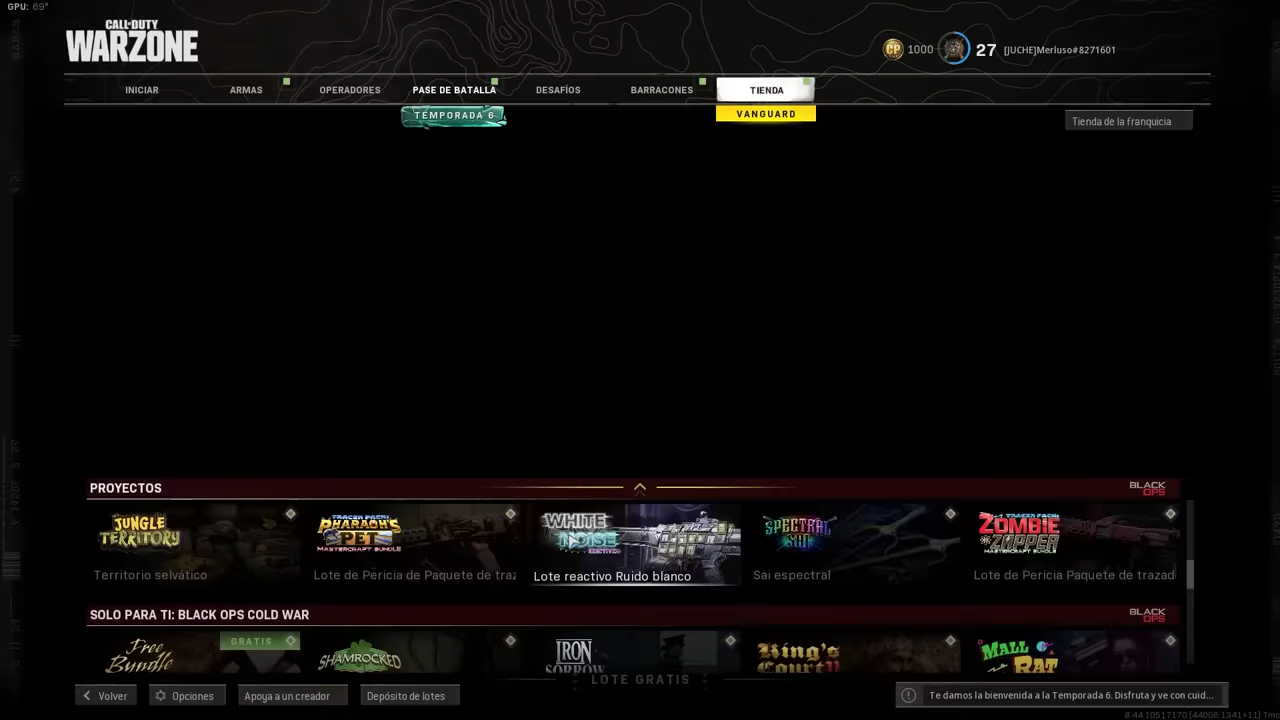 GPU: 69°
CALL OF DUTY
WARZONE
CP 1000 27 [JUCHE]Merluso#8271601
INICIAR ARMAS OPERADORES PASE DE BATALLA DESAFÍOS BARRACONES TIENDA
TEMPORADA 6 VANGUARD
Tienda de la franquicia
PROYECTOS BLACK OPS
JUNGLE TERRITORY
TRACER PACK: PHARAOH'S PET MASTERCRAFT BUNDLE
WHITE NOISE REACTIVE
SPECTRAL SAI
TRACER PACK: ZOMBIE ZAPPER MASTERCRAFT BUNDLE
Territorio selvático Lote de Pericia de Paquete de traz Lote reactivo Ruido blanco Sai espectral Lote de Pericia Paquete de trazad
SOLO PARA TI: BLACK OPS COLD WAR BLACK OPS
Free Bundle GRATIS SHAMROCKED IRON SORROW King's Court MALL RAT
LOTE GRATIS
Volver Opciones Apoya a un creador Depósito de lotes Te damos la bienvenida a la Temporada 6. Disfruta y ve con cuid...